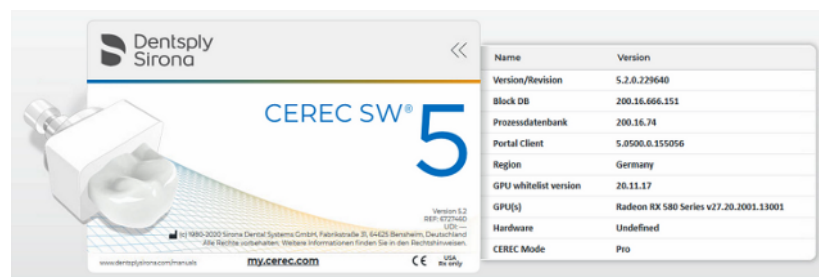 Dentsply
Sirona
CEREC SW®
5
Version 5.2
REF: 6727460
UDI: ---
(c) 1980-2020 Sirona Dental Systems GmbH, Fabrikstraße 31, 64625 Bensheim, Deutschland
Alle Rechte vorbehalten. Weitere Informationen finden Sie in den Rechtshinweisen.
www.dentsplysirona.com/manuals
my.cerec.com
CE
USA
Rx only
Name Version
Version/Revision 5.2.0.229640
Block DB 200.16.666.151
Prozessdatenbank 200.16.74
Portal Client 5.0500.0.155056
Region Germany
GPU whitelist version 20.11.17
GPU(s) Radeon RX 580 Series v27.20.2001.13001
Hardware Undefined
CEREC Mode Pro